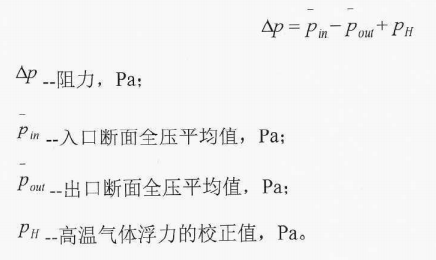 Δp = p̄in − p̄out + pH
Δp --阻力，Pa；
p̄in --入口断面全压平均值，Pa；
p̄out --出口断面全压平均值，Pa；
pH --高温气体浮力的校正值，Pa。